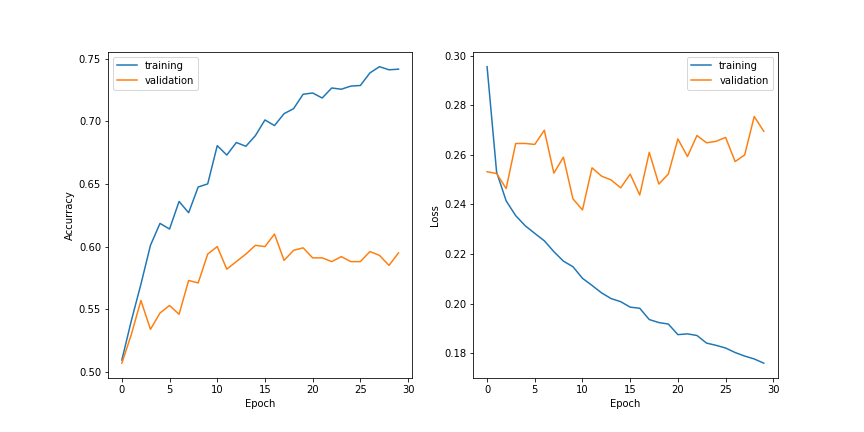 training
validation
0.75
0.70
0.65
0.60
0.55
0.50
Accurracy
0 5 10 15 20 25 30
Epoch
training
validation
0.30
0.28
0.26
0.24
0.22
0.20
0.18
Loss
0 5 10 15 20 25 30
Epoch